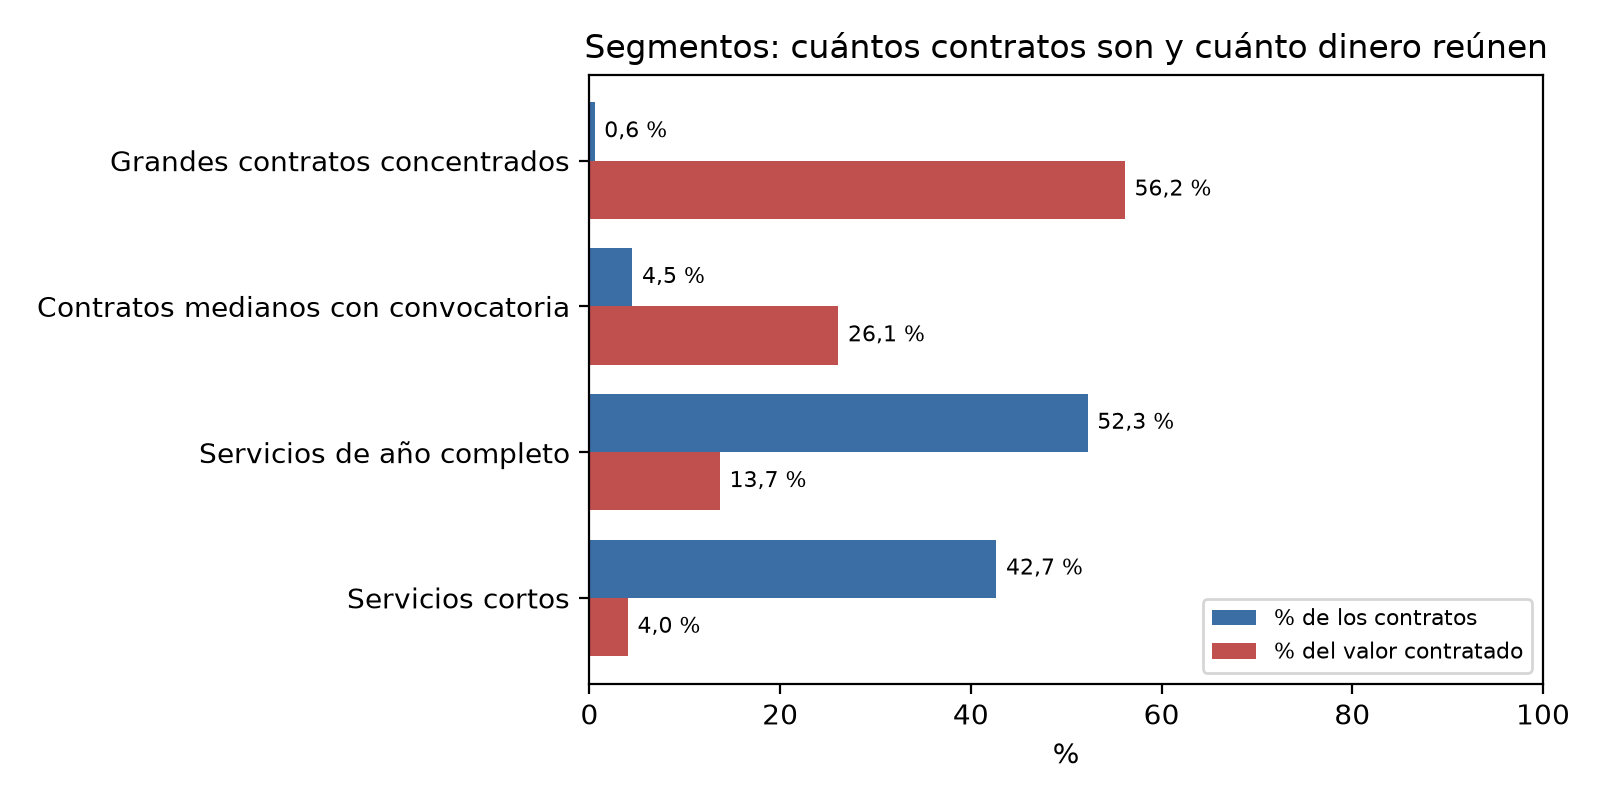 Segmentos: cuántos contratos son y cuánto dinero reúnen
Grandes contratos concentrados
0,6 %
56,2 %
Contratos medianos con convocatoria
4,5 %
26,1 %
Servicios de año completo
52,3 %
13,7 %
Servicios cortos
42,7 %
4,0 %
% de los contratos
% del valor contratado
0 20 40 60 80 100
%